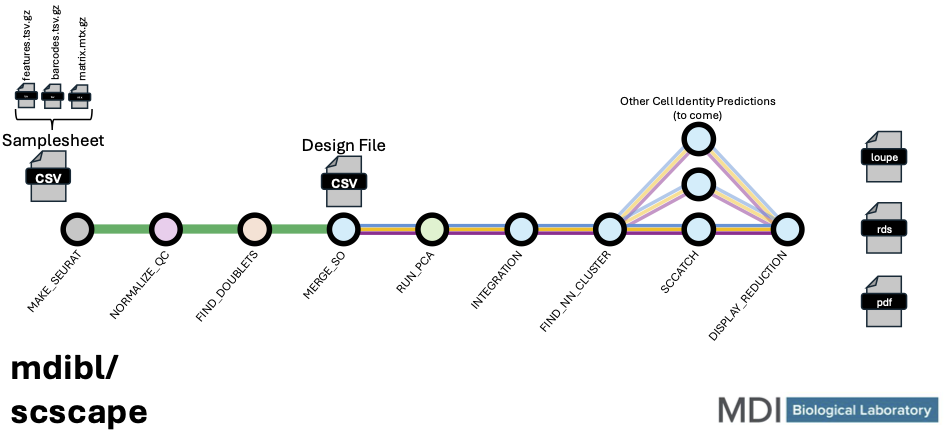 features.tsv.gz
barcodes.tsv.gz
matrix.mtx.gz
Samplesheet
CSV
Design File
CSV
Other Cell Identity Predictions
(to come)
loupe
rds
pdf
MAKE_SEURAT
NORMALIZE_QC
FIND_DOUBLETS
MERGE_SO
RUN_PCA
INTEGRATION
FIND_NN_CLUSTER
SCCATCH
DISPLAY_REDUCTION
mdibl/
scscape
MDI Biological Laboratory